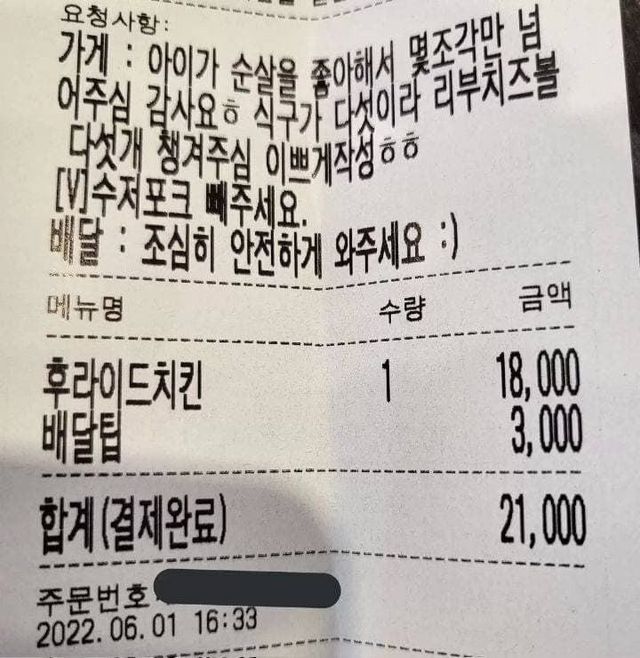 요청사항:
가게 : 아이가 순살을 좋아해서 몇조각만 넘
어주심 감사요ㅎ 식구가 다섯이라 리부치즈볼
다섯개 챙겨주심 이쁘게작성ㅎㅎ
[V]수저포크 빼주세요.
배달 : 조심히 안전하게 와주세요 :)
메뉴명 수량 금액
후라이드치킨 1 18,000
배달팁 3,000
합계(결제완료) 21,000
주문번호
2022.06.01 16:33